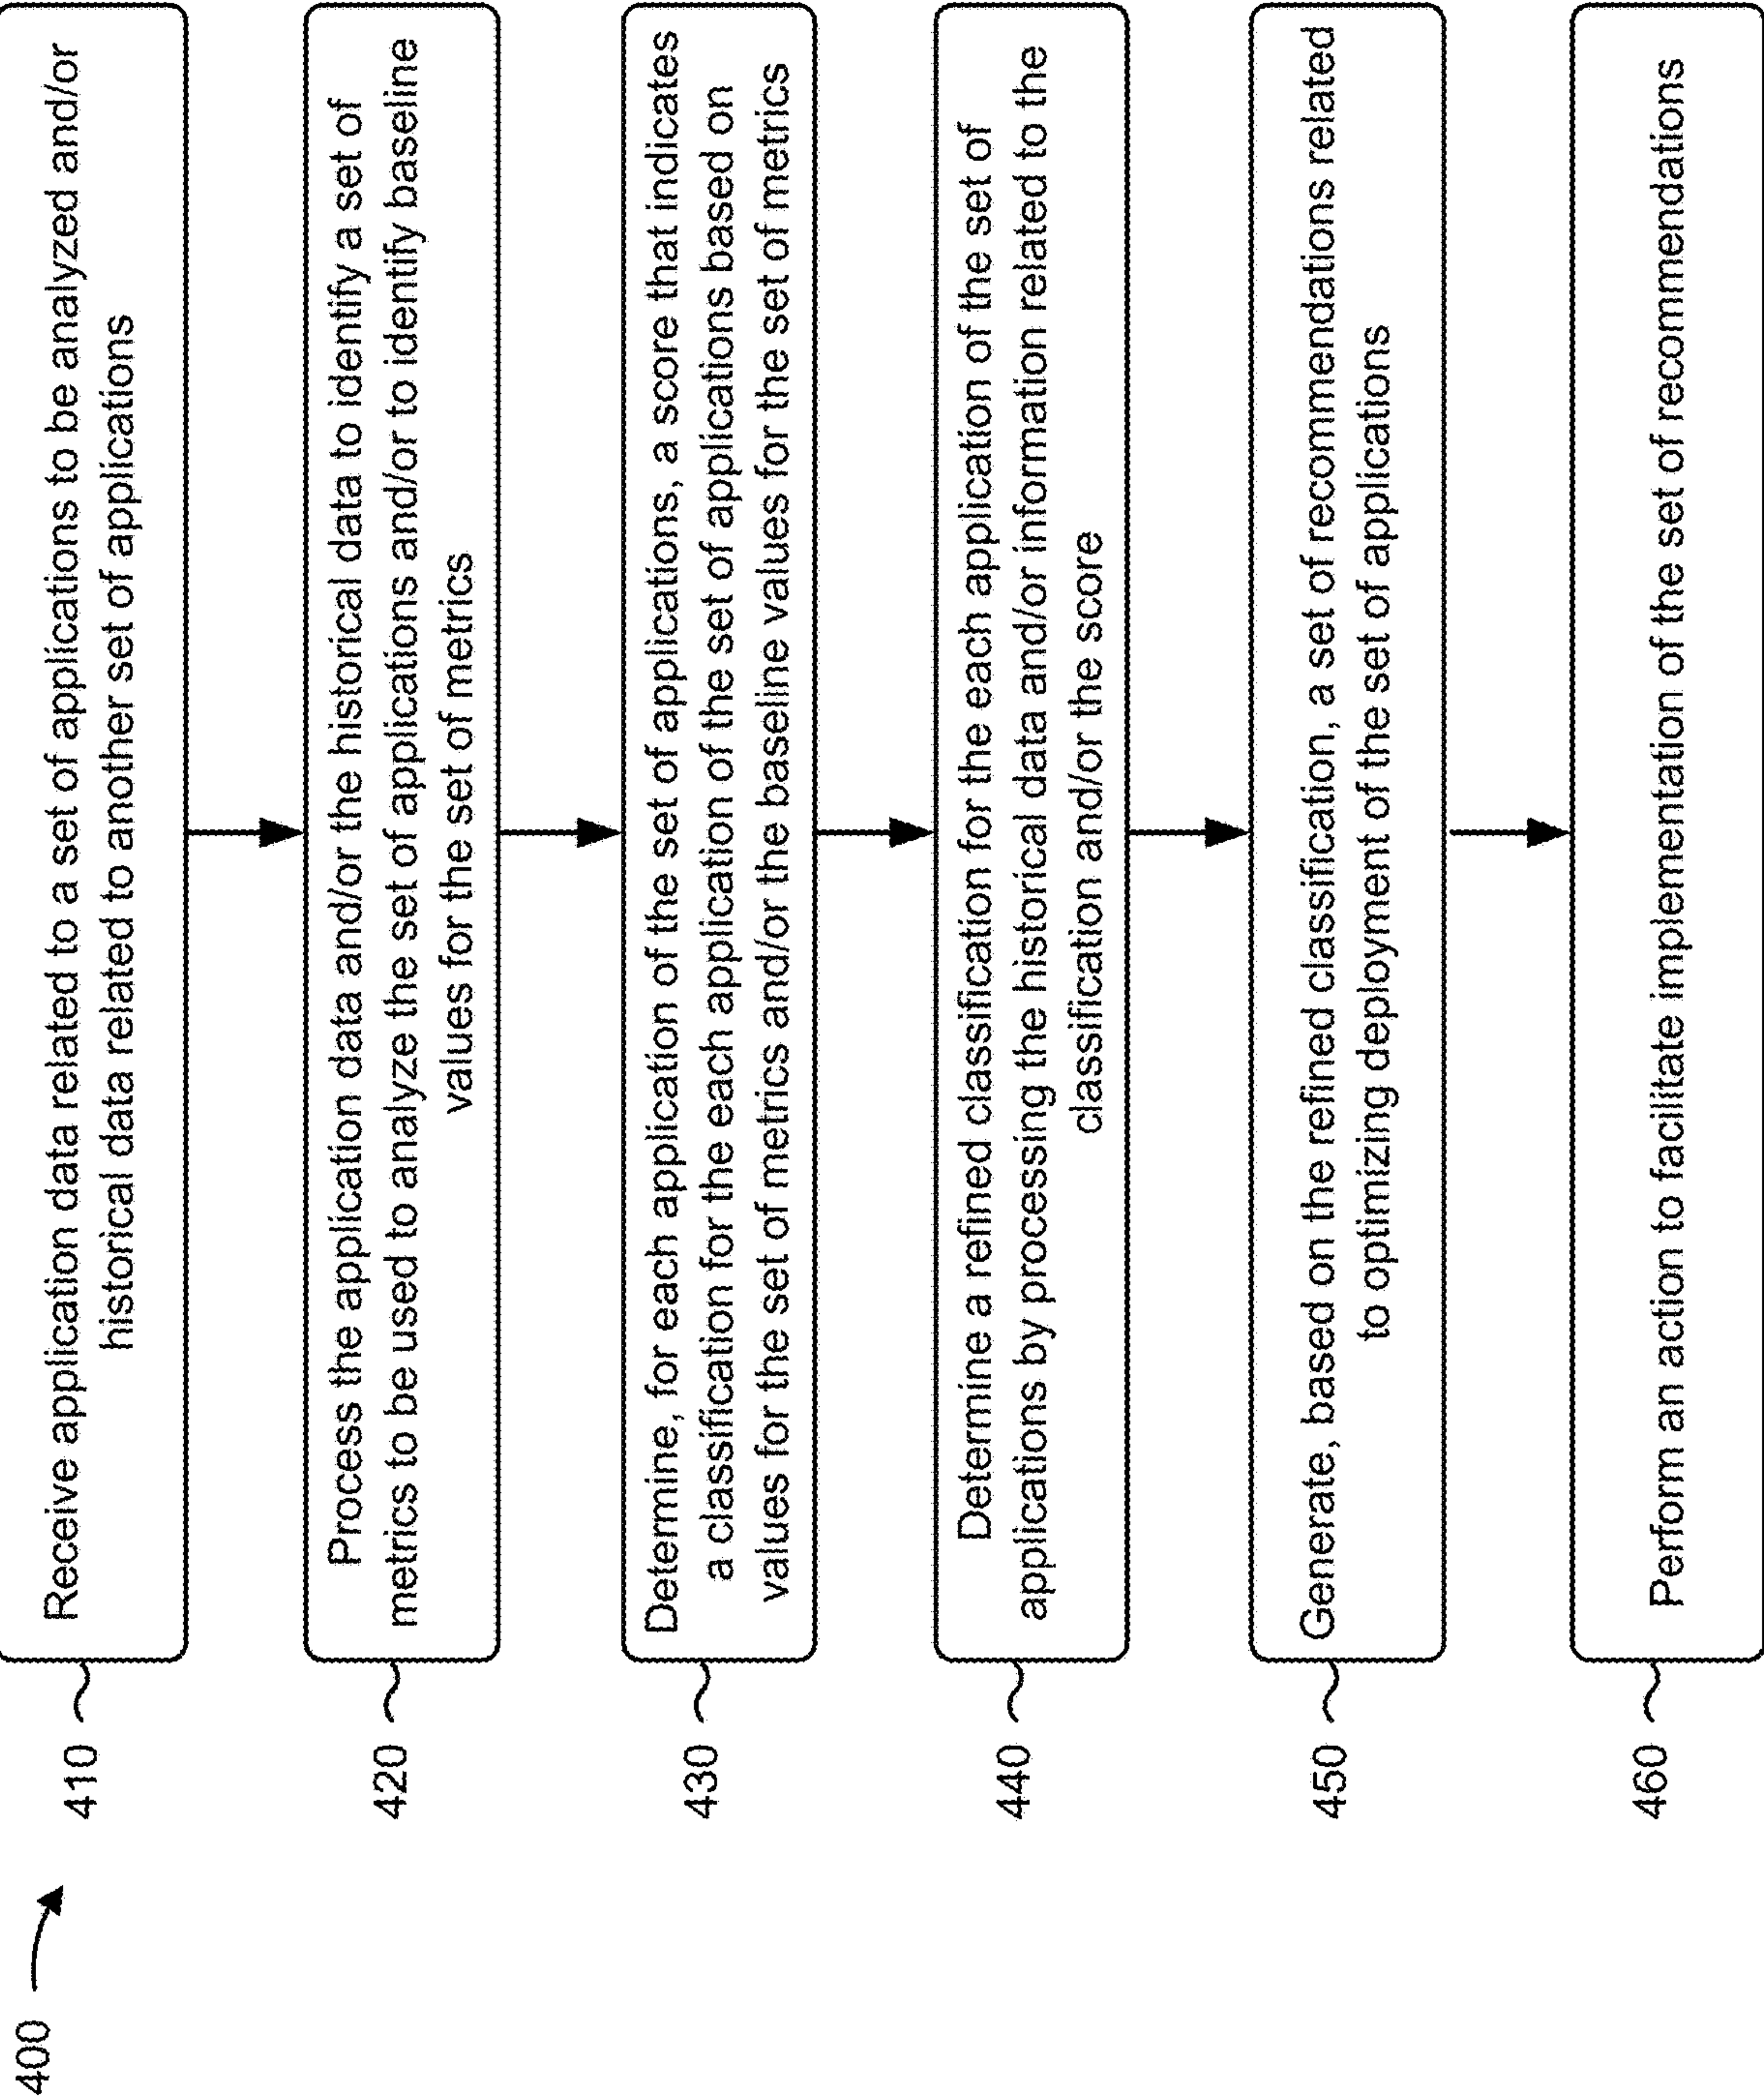 400
410
Receive application data related to a set of applications to be analyzed and/or
historical data related to another set of applications
420
Process the application data and/or the historical data to identify a set of
metrics to be used to analyze the set of applications and/or to identify baseline
values for the set of metrics
430
Determine, for each application of the set of applications, a score that indicates
a classification for the each application of the set of applications based on
values for the set of metrics and/or the baseline values for the set of metrics
440
Determine a refined classification for the each application of the set of
applications by processing the historical data and/or information related to the
classification and/or the score
450
Generate, based on the refined classification, a set of recommendations related
to optimizing deployment of the set of applications
460
Perform an action to facilitate implementation of the set of recommendations